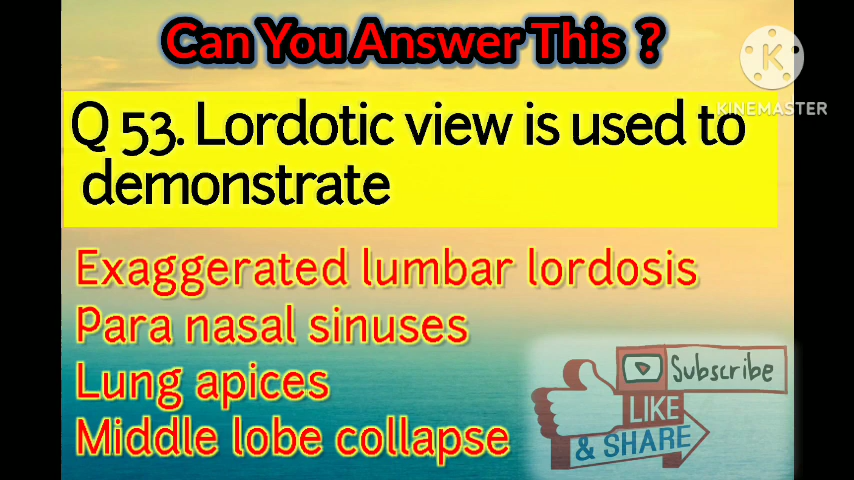 Can You Answer This ?
K
KINEMASTER
Q 53. Lordotic view is used to
demonstrate
Exaggerated lumbar lordosis
Para nasal sinuses
Lung apices
Middle lobe collapse
Subscribe
LIKE
& SHARE